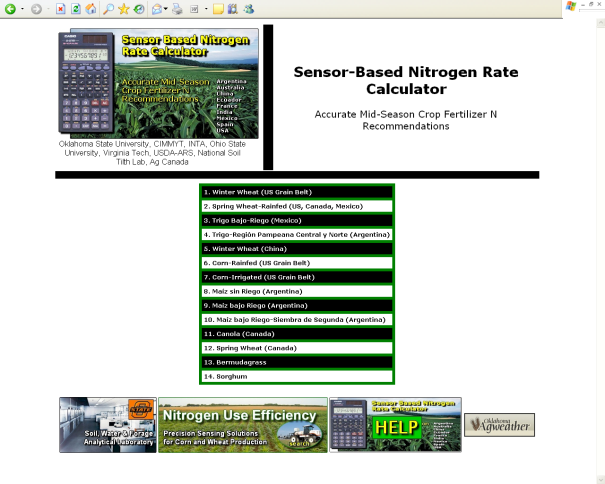 Sensor Based Nitrogen
Rate Calculator
Accurate Mid-Season
Crop Fertilizer N
Recommendations
Argentina
Australia
China
Ecuador
France
India
Mexico
Spain
USA
Oklahoma State University, CIMMYT, INTA, Ohio State
University, Virginia Tech, USDA-ARS, National Soil
Tilth Lab, Ag Canada
Sensor-Based Nitrogen Rate
Calculator
Accurate Mid-Season Crop Fertilizer N
Recommendations
1. Winter Wheat (US Grain Belt)
2. Spring Wheat-Rainfed (US, Canada, Mexico)
3. Trigo Bajo-Riego (Mexico)
4. Trigo-Región Pampeana Central y Norte (Argentina)
5. Winter Wheat (China)
6. Corn-Rainfed (US Grain Belt)
7. Corn-Irrigated (US Grain Belt)
8. Maiz sin Riego (Argentina)
9. Maiz bajo Riego (Argentina)
10. Maiz bajo Riego-Siembra de Segunda (Argentina)
11. Canola (Canada)
12. Spring Wheat (Canada)
13. Bermudagrass
14. Sorghum
Soil, Water & Forage
Analytical Laboratory
Nitrogen Use Efficiency
Precision Sensing Solutions
for Corn and Wheat Production
search
Sensor Based Nitrogen
Rate Calculator
HELP
Oklahoma
Agweather